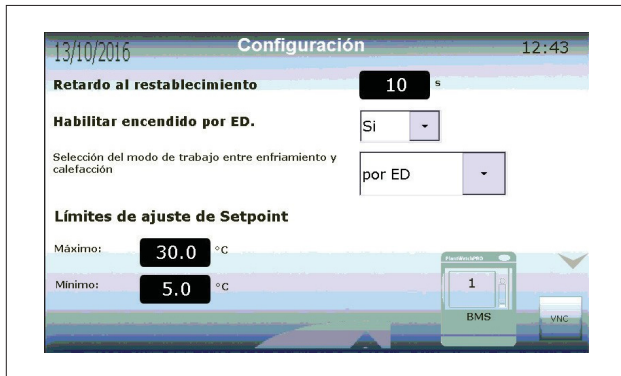 13/10/2016 Configuración 12:43
Retardo al restablecimiento 10 s
Habilitar encendido por ED. Si
Selección del modo de trabajo entre enfriamiento y
calefacción
por ED
Límites de ajuste de Setpoint
Máximo: 30.0 °C
Mínimo: 5.0 °C
1
BMS
VNC